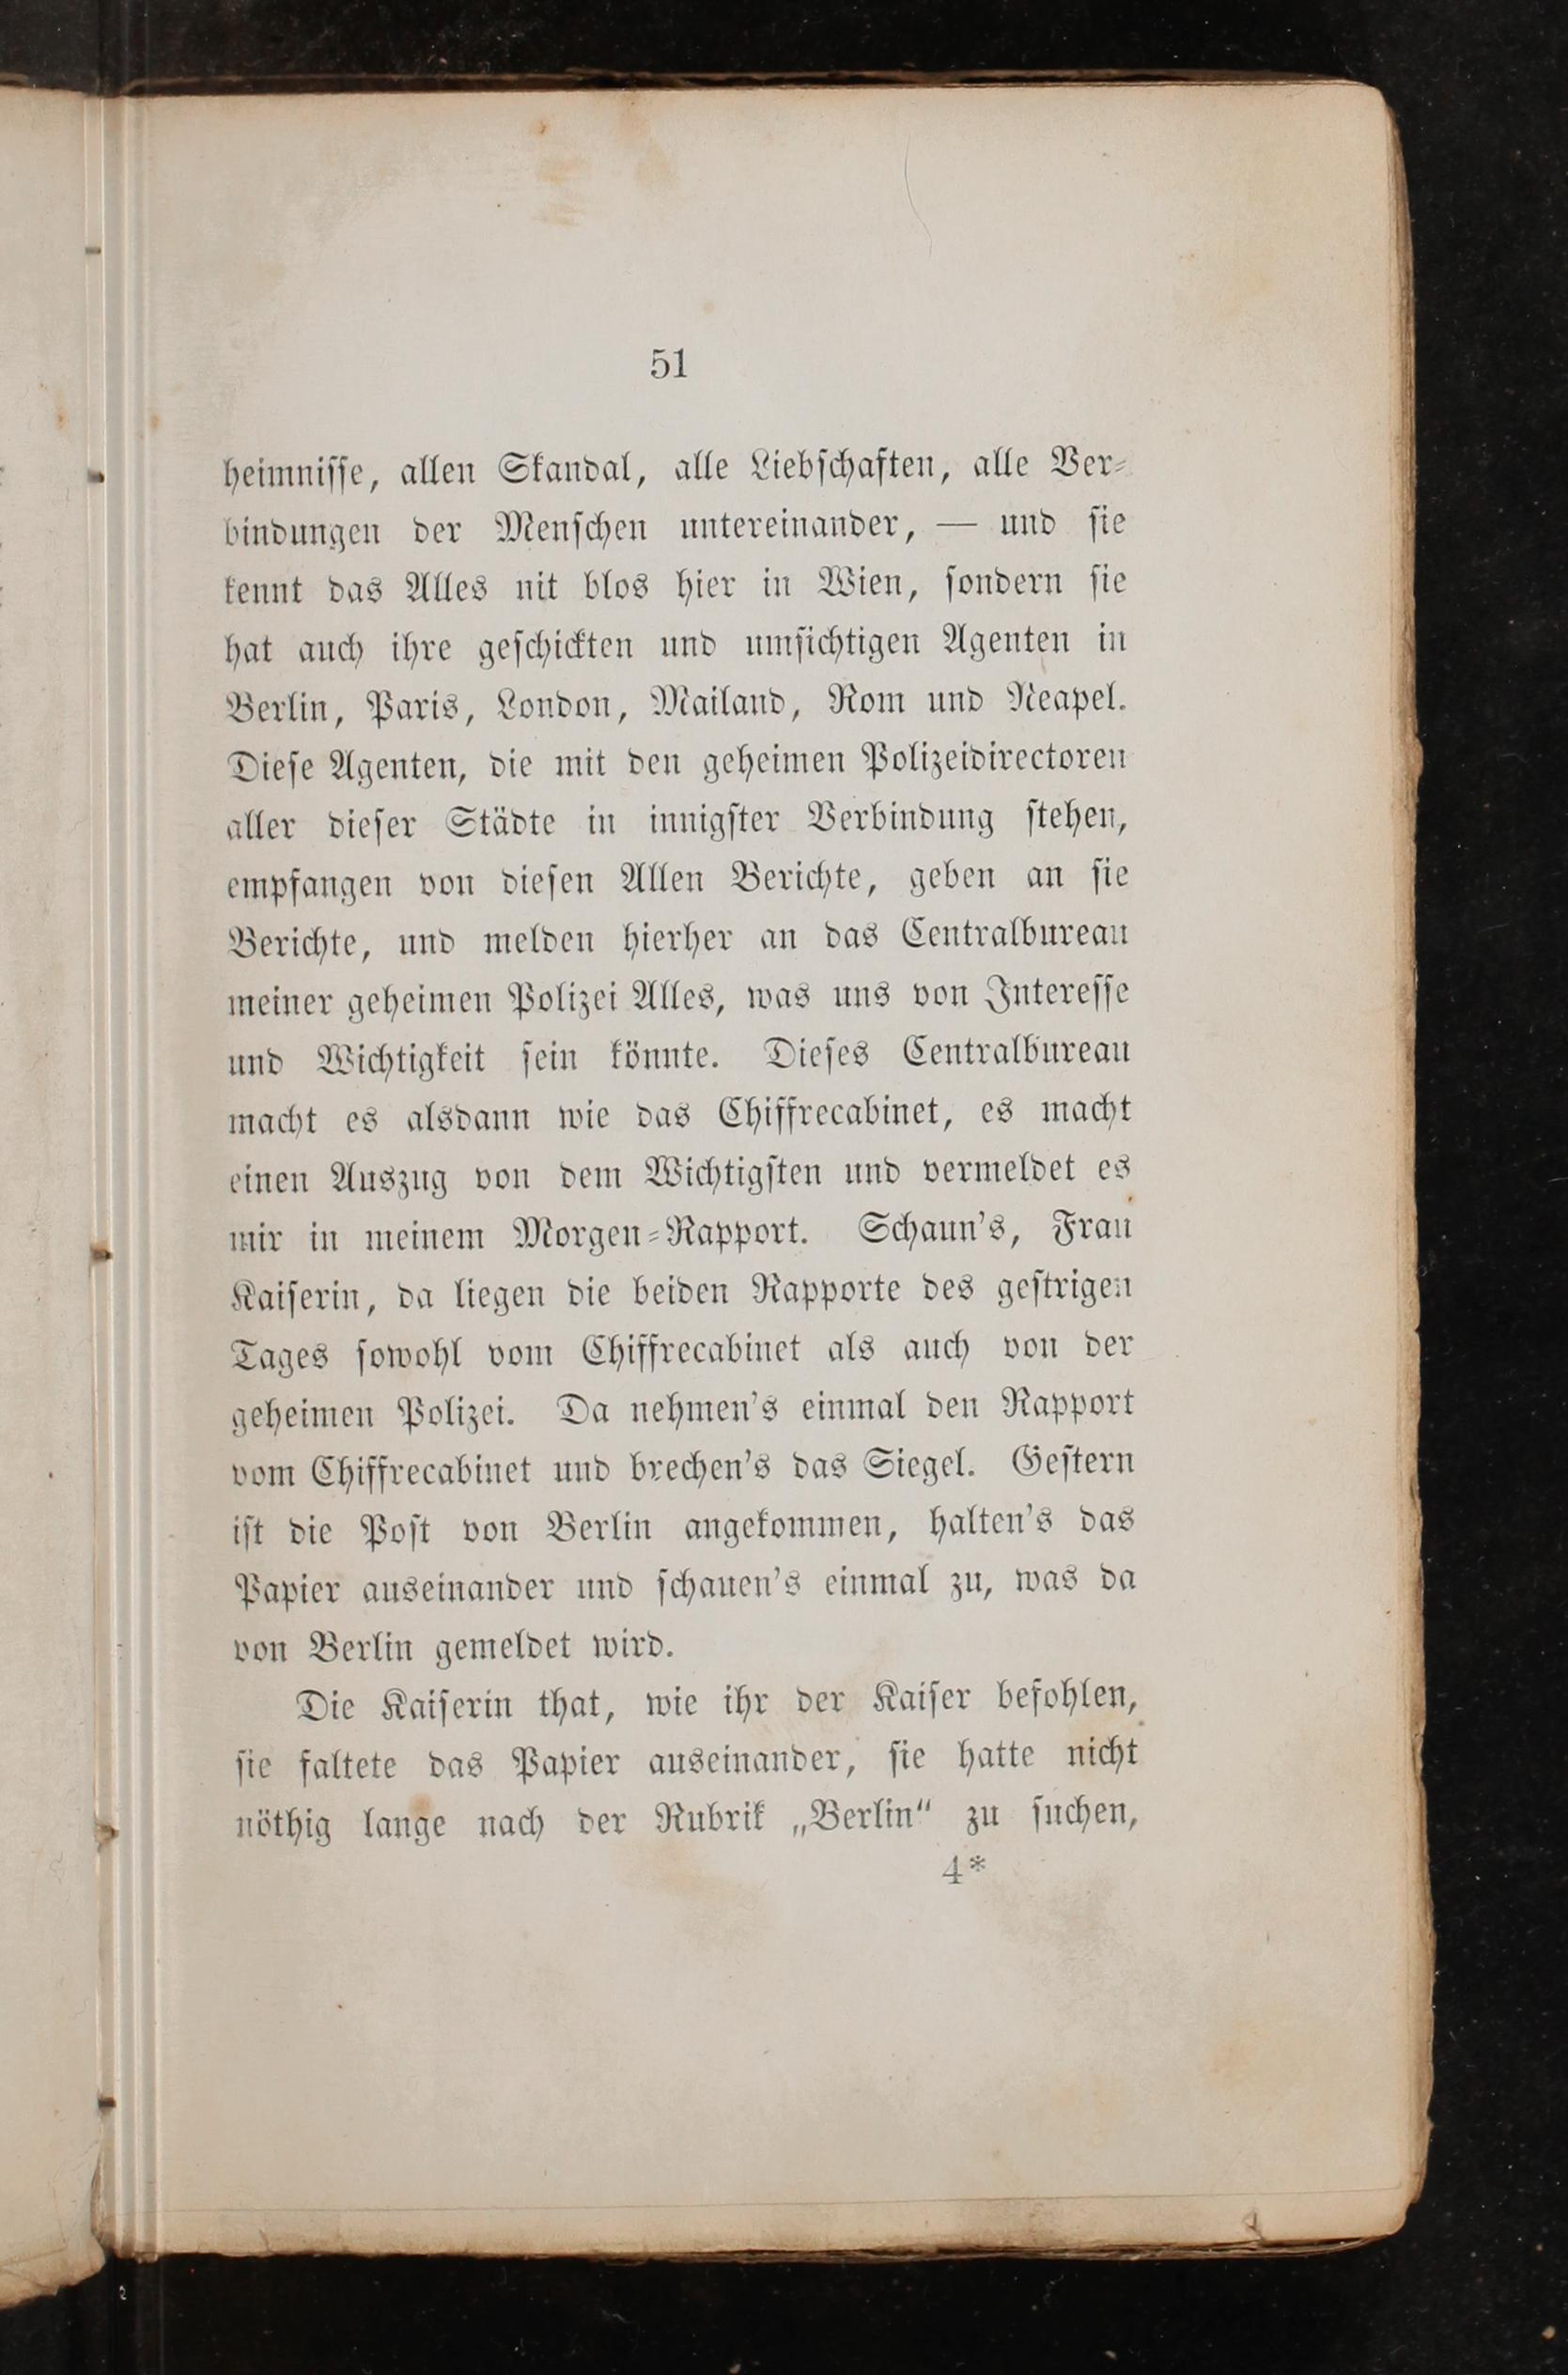 51
heimnisse, allen Skandal, alle Liebschaften, alle Ver-
bindungen der Menschen untereinander, — und sie
kennt das Alles nit blos hier in Wien, sondern sie
hat auch ihre geschickten und umsichtigen Agenten in
Berlin, Paris, London, Mailand, Rom und Neapel.
Diese Agenten, die mit den geheimen Polizeidirectoren
aller dieser Städte in innigster Verbindung stehen,
empfangen von diesen Allen Berichte, geben an sie
Berichte, und melden hierher an das Centralbureau
meiner geheimen Polizei Alles, was uns von Interesse
und Wichtigkeit sein könnte. Dieses Centralbureau
macht es alsdann wie das Chiffrecabinet, es macht
einen Auszug von dem Wichtigsten und vermeldet es
mir in meinem Morgen-Rapport. Schaun's, Frau
Kaiserin, da liegen die beiden Rapporte des gestrigen
Tages sowohl vom Chiffrecabinet als auch von der
geheimen Polizei. Da nehmen's einmal den Rapport
vom Chiffrecabinet und brechen's das Siegel. Gestern
ist die Post von Berlin angekommen, halten's das
Papier auseinander und schauen's einmal zu, was da
von Berlin gemeldet wird.
Die Kaiserin that, wie ihr der Kaiser befohlen,
sie faltete das Papier auseinander, sie hatte nicht
nöthig lange nach der Rubrik „Berlin“ zu suchen,
4*